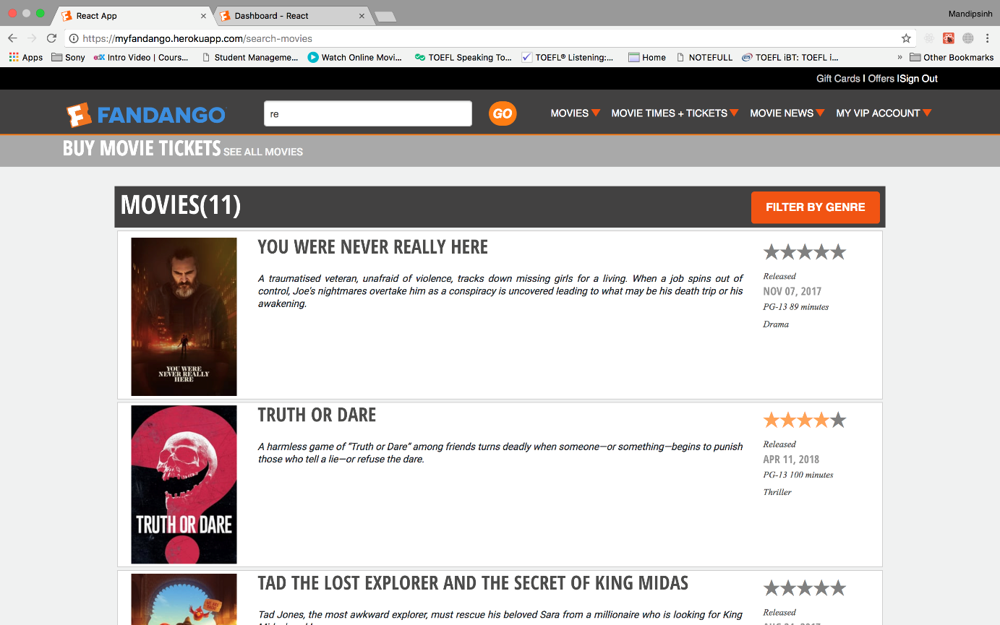 React App
Dashboard - React
Mandipsinh
https://myfandango.herokuapp.com/search-movies
Apps Sony edX Intro Video | Cours... Student Manageme... Watch Online Movi... TOEFL Speaking To... TOEFL® Listening:... Home NOTEFULL TOEFL iBT: TOEFL i... » Other Bookmarks
Gift Cards I Offers ISign Out
FANDANGO re GO MOVIES MOVIE TIMES + TICKETS MOVIE NEWS MY VIP ACCOUNT
BUY MOVIE TICKETS SEE ALL MOVIES
MOVIES(11)
FILTER BY GENRE
YOU WERE
NEVER REALLY
HERE
YOU WERE NEVER REALLY HERE
A traumatised veteran, unafraid of violence, tracks down missing girls for a living. When a job spins out of
control, Joe's nightmares overtake him as a conspiracy is uncovered leading to what may be his death trip or his
awakening.
Released
NOV 07, 2017
PG-13 89 minutes
Drama
TRUTH OR DARE
TRUTH OR DARE
A harmless game of “Truth or Dare” among friends turns deadly when someone—or something—begins to punish
those who tell a lie—or refuse the dare.
Released
APR 11, 2018
PG-13 100 minutes
Thriller
TAD THE LOST EXPLORER AND THE SECRET OF KING MIDAS
Tad Jones, the most awkward explorer, must rescue his beloved Sara from a millionaire who is looking for King
Released